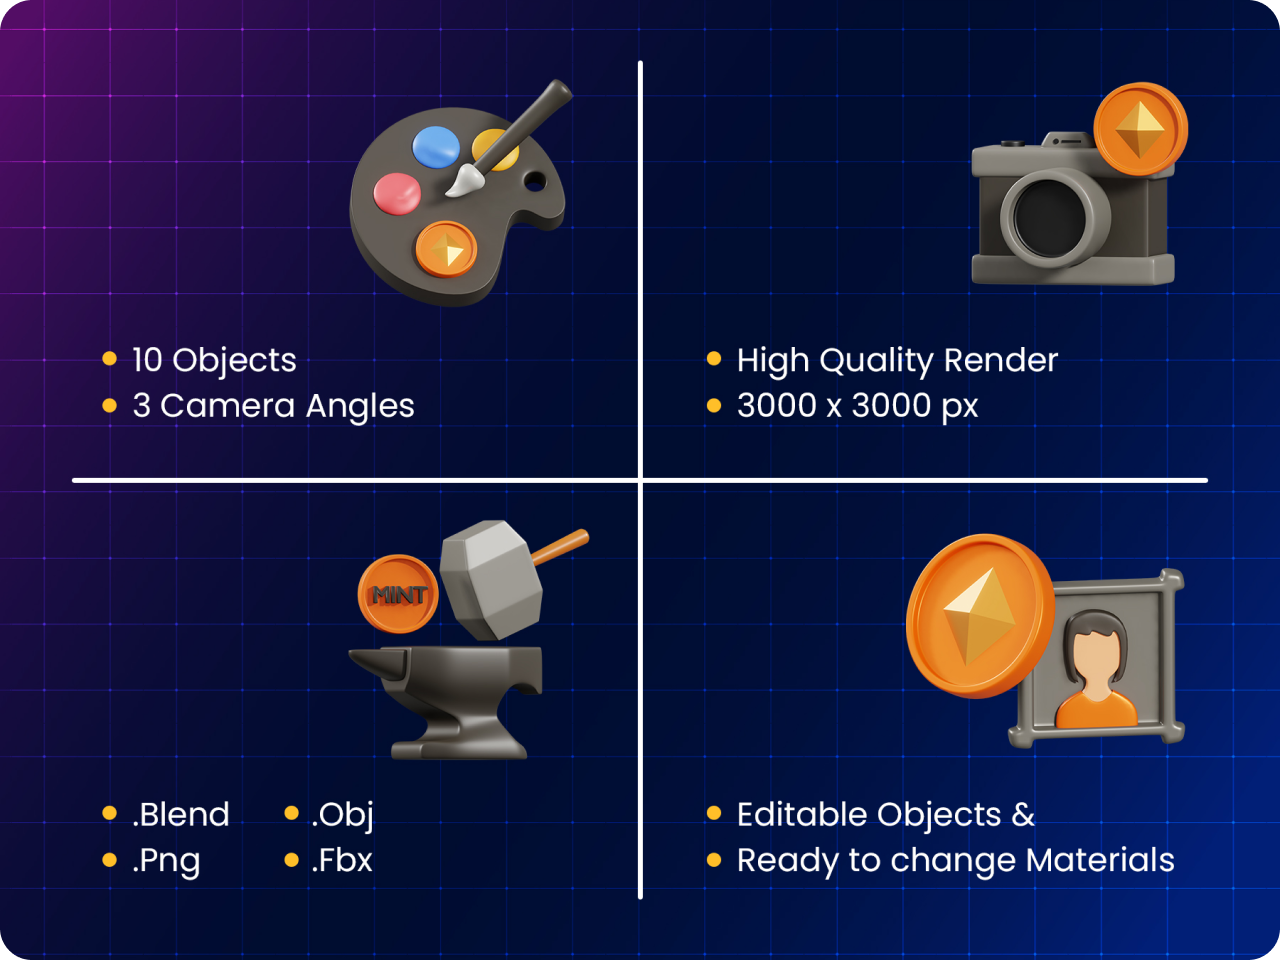 10 Objects
3 Camera Angles
High Quality Render
3000 x 3000 px
MINT
.Blend
.Obj
.Png
.Fbx
Editable Objects &
Ready to change Materials